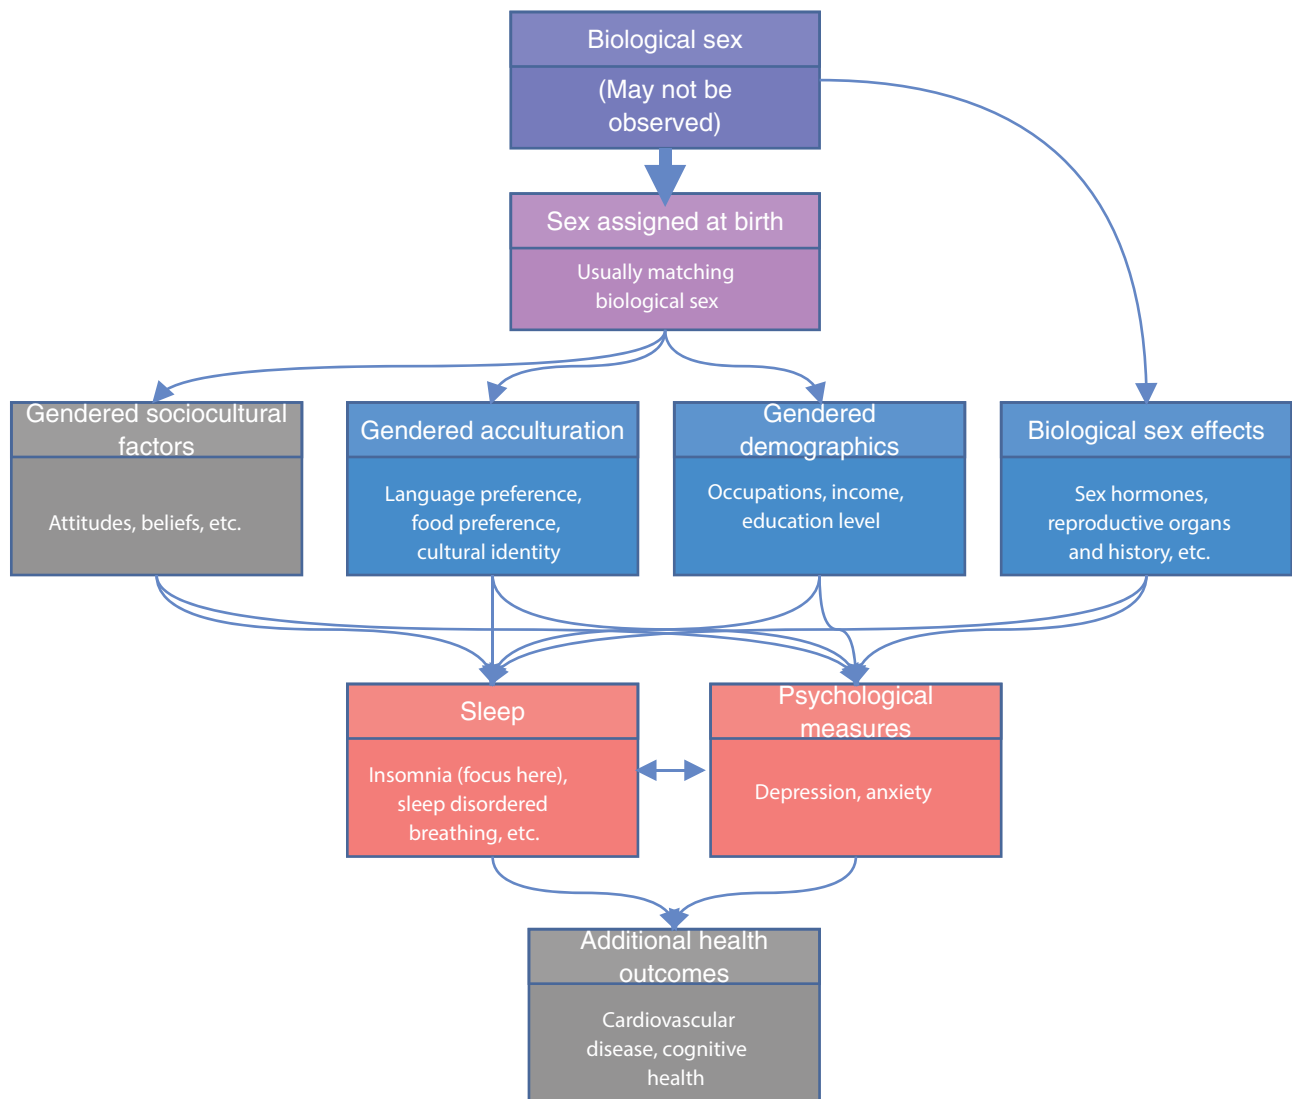 Biological sex
(May not be
observed)
Sex assigned at birth
Usually matching
biological sex
Gendered sociocultural
factors
Attitudes, beliefs, etc.
Gendered acculturation
Language preference,
food preference,
cultural identity
Gendered
demographics
Occupations, income,
education level
Biological sex effects
Sex hormones,
reproductive organs
and history, etc.
Sleep
Insomnia (focus here),
sleep disordered
breathing, etc.
Psychological
measures
Depression, anxiety
Additional health
outcomes
Cardiovascular
disease, cognitive
health